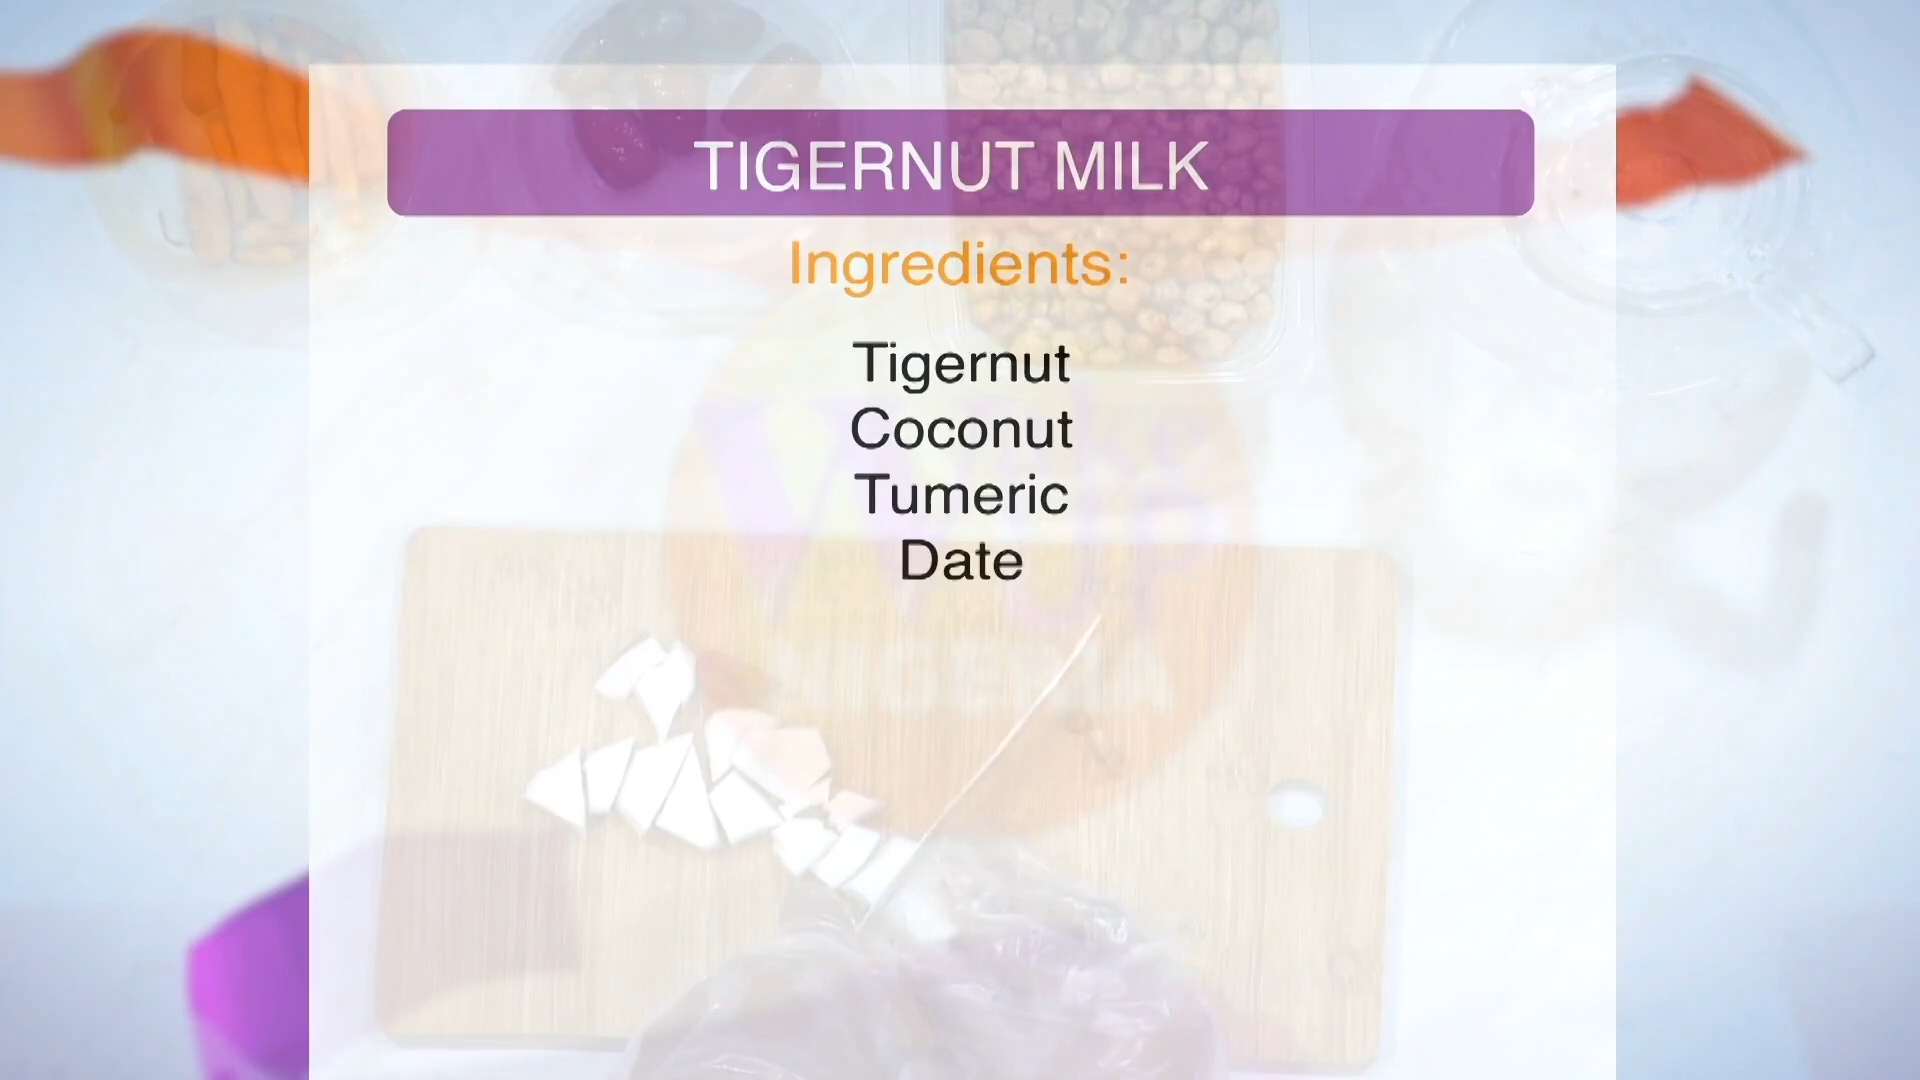 TIGERNUT MILK
Ingredients:
Tigernut
Coconut
Tumeric
Date